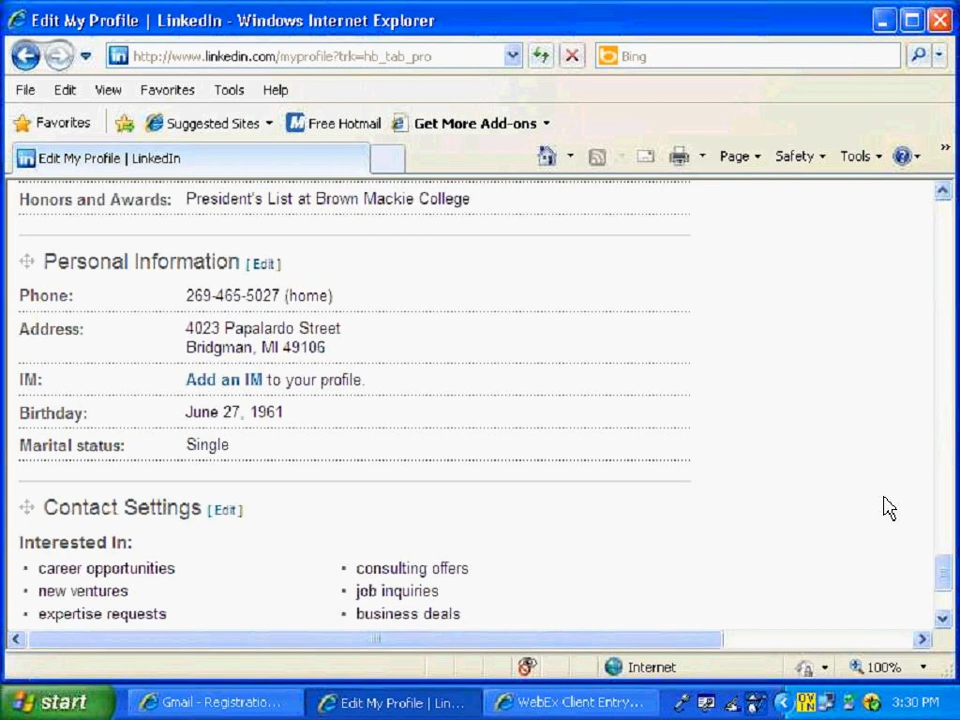 Edit My Profile | LinkedIn - Windows Internet Explorer
http://www.linkedin.com/myprofile?trk=hb_tab_pro
Bing
File Edit View Favorites Tools Help
Favorites Suggested Sites Free Hotmail Get More Add-ons
Edit My Profile | LinkedIn Page Safety Tools
Honors and Awards: President's List at Brown Mackie College
Personal Information [ Edit ]
Phone: 269-465-5027 (home)
Address: 4023 Papalardo Street
Bridgman, MI 49106
IM: Add an IM to your profile.
Birthday: June 27, 1961
Marital status: Single
Contact Settings [ Edit ]
Interested In:
career opportunities consulting offers
new ventures job inquiries
expertise requests business deals
Internet 100%
start Gmail - Registratio... Edit My Profile | Lin... WebEx Client Entry... 3:30 PM